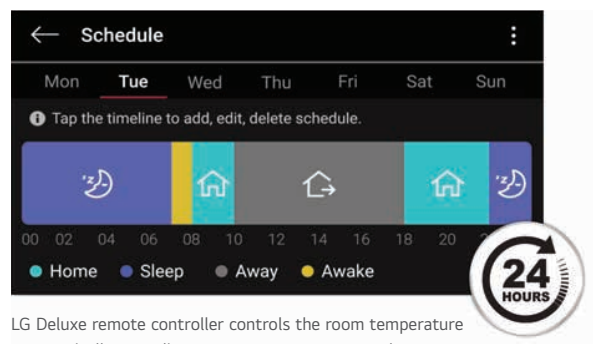 Schedule
Mon Tue Wed Thu Fri Sat Sun
Tap the timeline to add, edit, delete schedule.
00 02 04 06 08 10 12 14 16 18 20
Home Sleep Away Awake
24
HOURS
LG Deluxe remote controller controls the room temperature